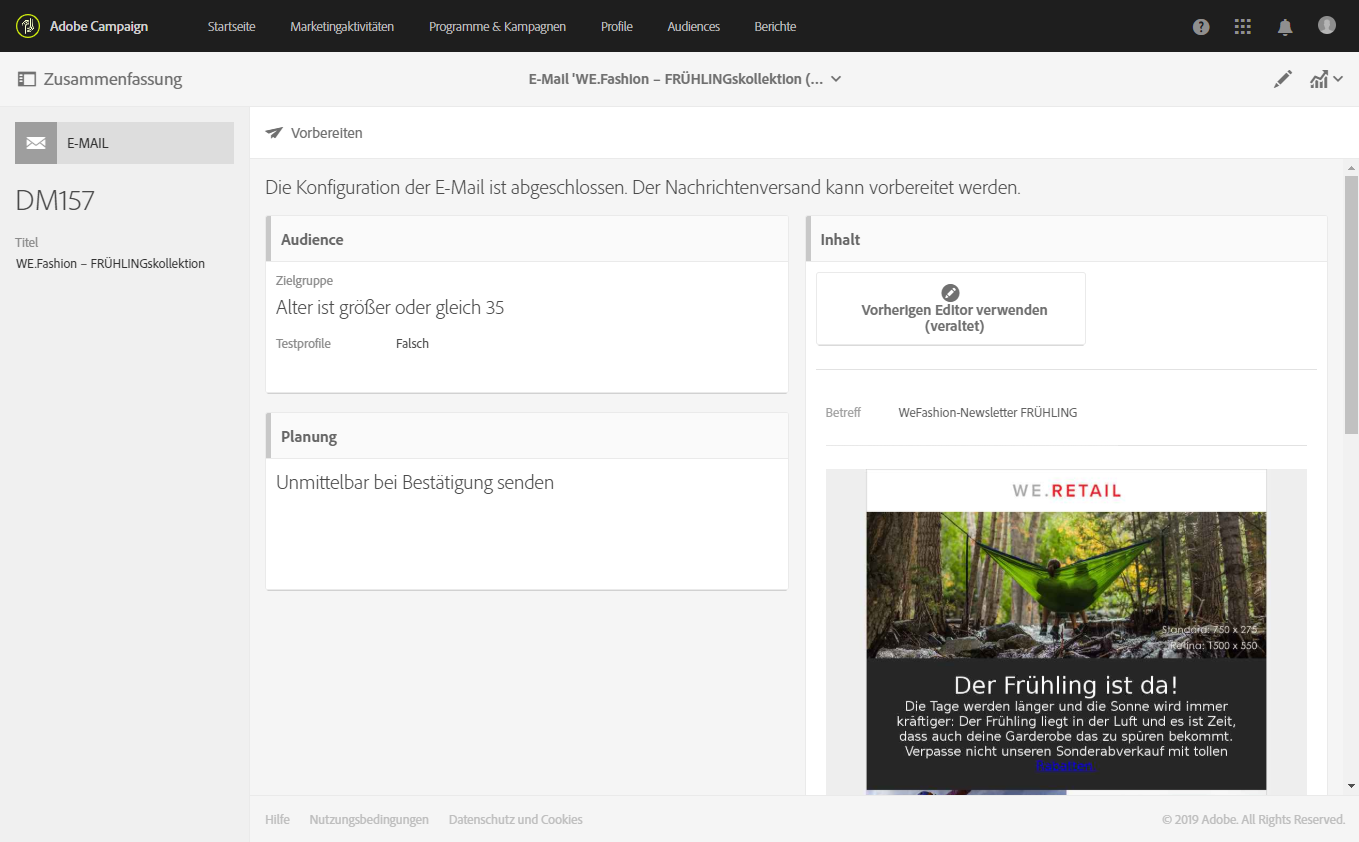 Adobe Campaign
Startseite
Marketingaktivitäten
Programme & Kampagnen
Profile
Audiences
Berichte
Zusammenfassung
E-Mail 'WE.Fashion – FRÜHLINGskollektion (...
E-MAIL
DM157
Titel
WE.Fashion – FRÜHLINGskollektion
Vorbereiten
Die Konfiguration der E-Mail ist abgeschlossen. Der Nachrichtenversand kann vorbereitet werden.
Audience
Zielgruppe
Alter ist größer oder gleich 35
Testprofile Falsch
Planung
Unmittelbar bei Bestätigung senden
Inhalt
Vorherigen Editor verwenden
(veraltet)
Betreff WeFashion-Newsletter FRÜHLING
WE.RETAIL
Standard: 750 x 275
Retina: 1500 x 550
Der Frühling ist da!
Die Tage werden länger und die Sonne wird immer
kräftiger: Der Frühling liegt in der Luft und es ist Zeit,
dass auch deine Garderobe das zu spüren bekommt.
Verpasse nicht unseren Sonderabverkauf mit tollen
Rabatten.
Hilfe
Nutzungsbedingungen
Datenschutz und Cookies
© 2019 Adobe. All Rights Reserved.